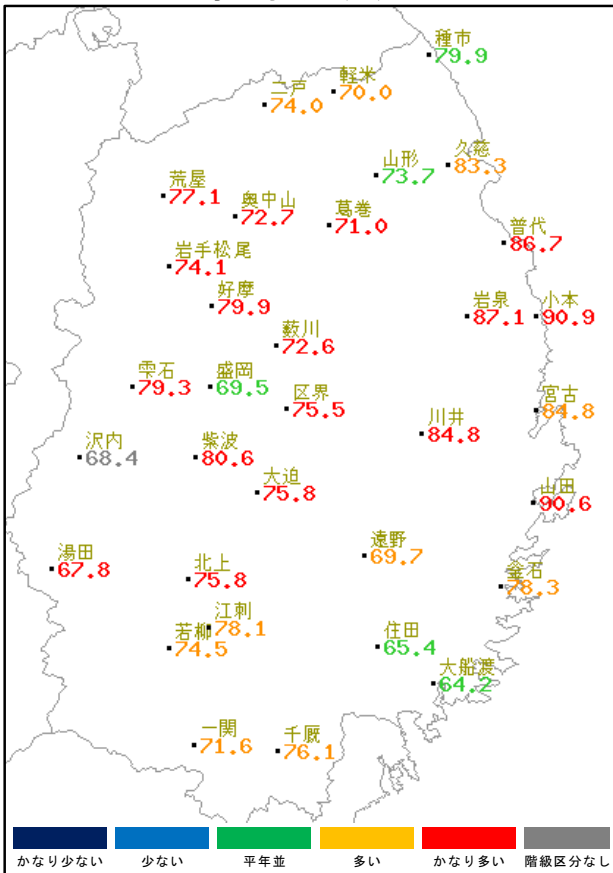 種市
79.9
軽米
70.0
二戸
74.0
久慈
83.3
山形
73.7
荒屋
77.1
奥中山
72.7
葛巻
71.0
普代
86.7
岩手松尾
74.1
好摩
79.9
岩泉
87.1
小本
90.9
薮川
72.6
雫石
79.3
盛岡
69.5
区界
75.5
宮古
84.8
川井
84.8
沢内
68.4
紫波
80.6
大迫
75.8
山田
90.6
遠野
69.7
湯田
67.8
北上
75.8
釜石
78.3
江刺
78.1
若柳
74.5
住田
65.4
大船渡
64.2
一関
71.6
千厩
76.1
かなり少ない 少ない 平年並 多い かなり多い 階級区分なし